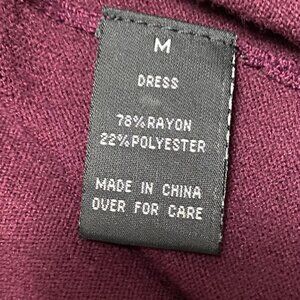 M
DRESS
78%RAYON
22%POLYESTER
MADE IN CHINA
OVER FOR CARE